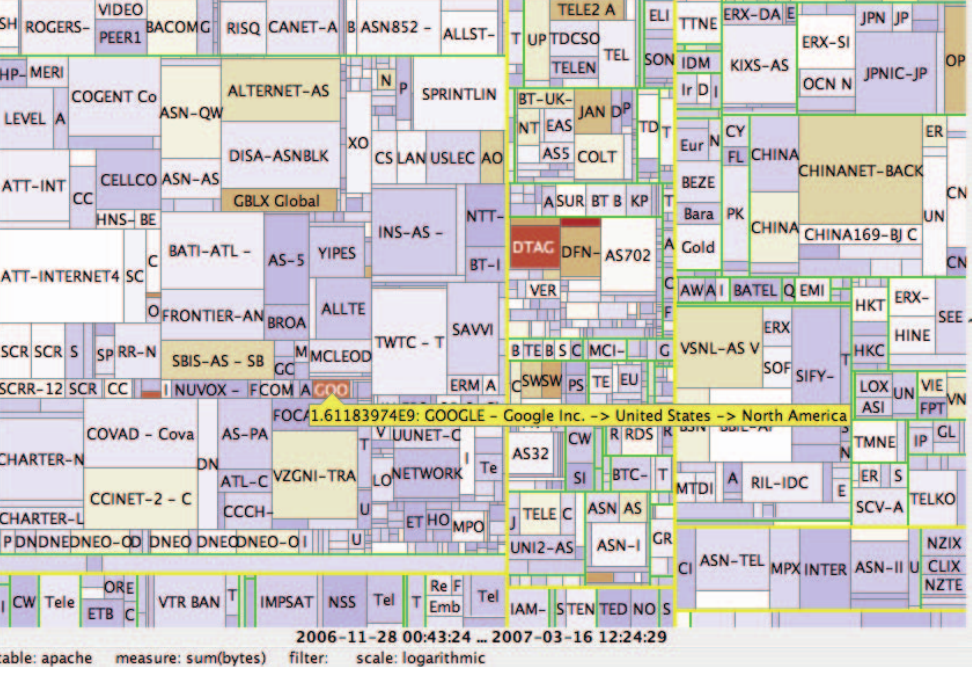 SH ROGERS- VIDEO BACOMG RISQ CANET-A B ASN852 - ALLST-
PEER1
HP- MERI COGENT Co ASN-QW ALTERNET-AS N P SPRINTLIN
LEVEL A DISA-ASNBLK XO CS LAN USLEC AO
ATT-INT CC CELLCO ASN-AS GBLX Global
HNS- BE
ATT-INTERNET4 SC C BATI-ATL - AS-5 YIPES INS-AS - NTT-
BT-I
O FRONTIER-AN BROA ALLTE TWTC - T SAVVI
SCR SCR S SP RR-N SBIS-AS - SB GC M MCLEOD
SCRR-12 SCR CC I NUVOX - FCOM A GOO ERM A
T UP TELE2 A ELI
TDCSO TEL SON
TELEN
BT-UK- JAN DP TD T
NT EAS
AS5 COLT
A SUR BT B KP T
DTAG DFN- AS702 A
VER C
F
B TEB S C MCI- G
C SWSW PS TE EU
TTNE ERX-DA E JPN JP
IDM KIXS-AS ERX-SI JPNIC-JP OP
Ir D I OCN N
Eur N CY CHINA CHINANET-BACK ER
FL
BEZE PK CHINA UN CN
Bara
Gold CHINA169-BJ C CN
AWA I BATEL Q EMI HKT ERX- SEE
VSNL-AS V ERX SIFY- T HINE
SOF HKC
LOX UN VIE VN
ASI FPT
1.61183974E9: GOOGLE - Google Inc. -> United States -> North America
FOCA
CHARTER-N COVAD - Cova DN AS-PA VZGNI-TRA T V UUNET-C I Te
CCINET-2 - C ATL-C LO NETWORK
CHARTER-L CCCH- U ET HO MPO
P DNDNEDNEO-OD DNEO DNEODNEO-OI U
AS32 CW R RDS R
SI BTC- T
J TELE C ASN AS GR
UNI2-AS ASN-I
BSN BBIL-AP S TMNE IP GL
N
MTDI A RIL-IDC E ER S TELKO
SCV-A
CI ASN-TEL MPX INTER ASN-II U NZIX
CLIX
NZTE
I CW Tele ORE VTR BAN T IMPSAT NSS Tel T Re F Tel
ETB C Emb
IAM- S TEN TED NO S
2006-11-28 00:43:24 ... 2007-03-16 12:24:29
table: apache measure: sum(bytes) filter: scale: logarithmic